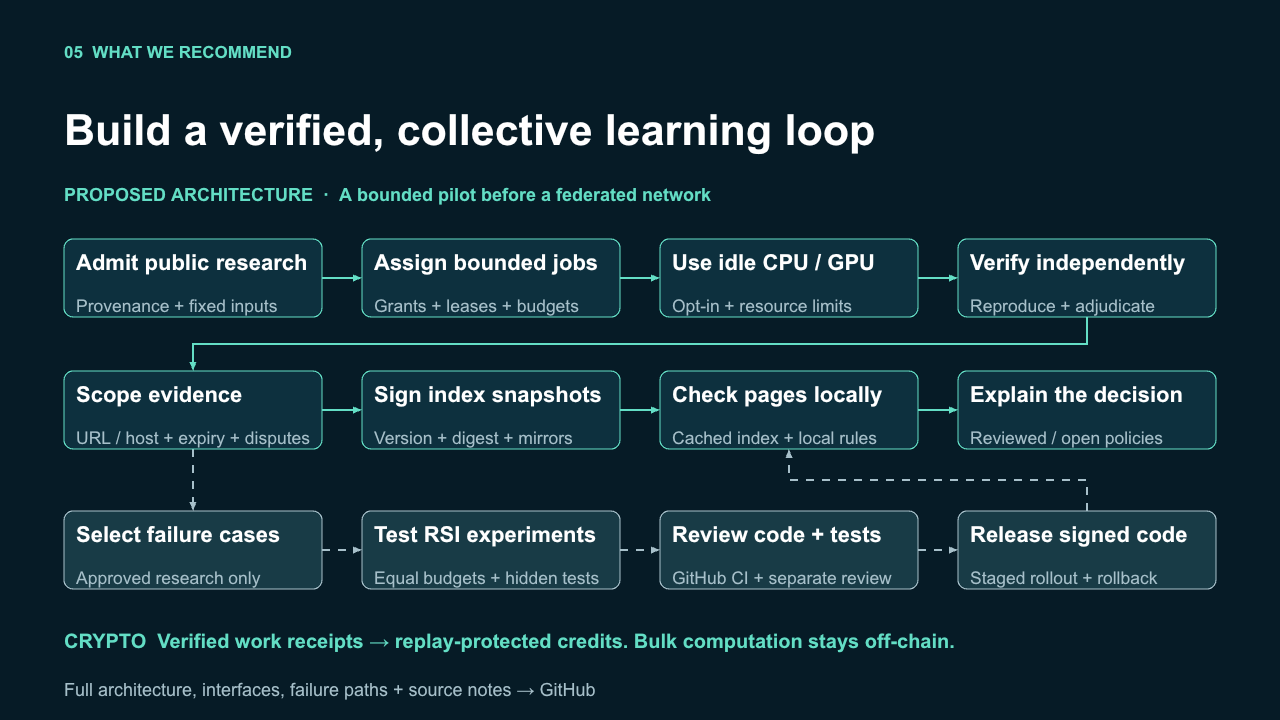 05 WHAT WE RECOMMEND
Build a verified, collective learning loop
PROPOSED ARCHITECTURE · A bounded pilot before a federated network
Admit public research
Provenance + fixed inputs
Assign bounded jobs
Grants + leases + budgets
Use idle CPU / GPU
Opt-in + resource limits
Verify independently
Reproduce + adjudicate
Scope evidence
URL / host + expiry + disputes
Sign index snapshots
Version + digest + mirrors
Check pages locally
Cached index + local rules
Explain the decision
Reviewed / open policies
Select failure cases
Approved research only
Test RSI experiments
Equal budgets + hidden tests
Review code + tests
GitHub CI + separate review
Release signed code
Staged rollout + rollback
CRYPTO Verified work receipts → replay-protected credits. Bulk computation stays off-chain.
Full architecture, interfaces, failure paths + source notes → GitHub